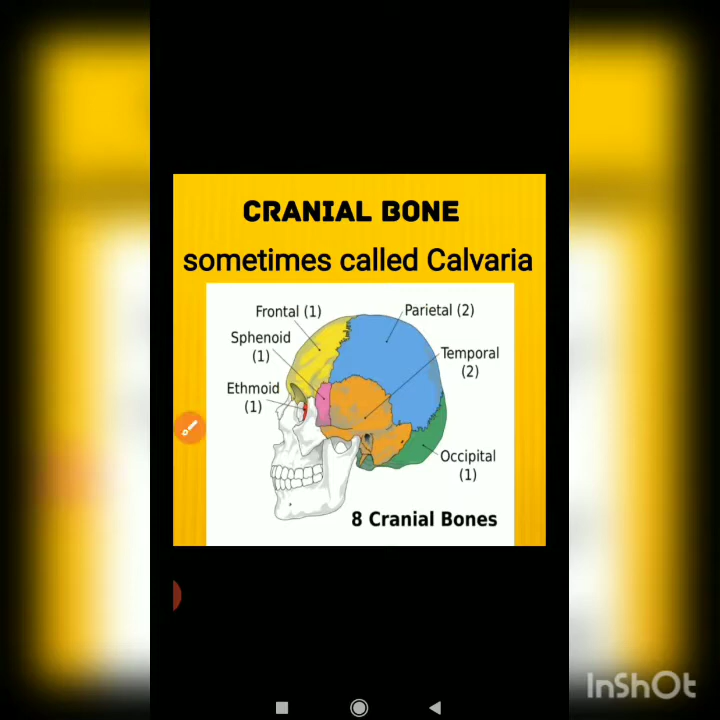 CRANIAL BONE
sometimes called Calvaria
Frontal (1)
Parietal (2)
Sphenoid
(1)
Temporal
(2)
Ethmoid
(1)
Occipital
(1)
8 Cranial Bones
InShOt